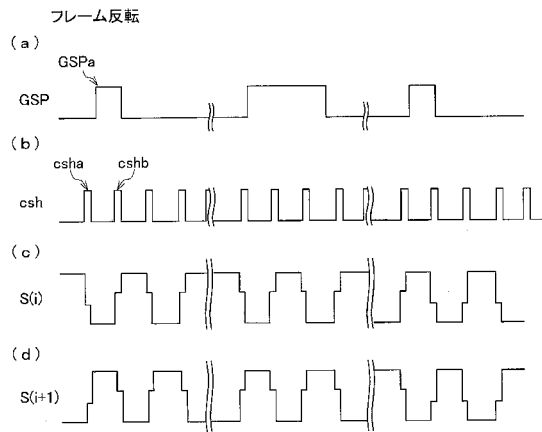 フレーム反転
(a)
GSPa
GSP
(b)
csha cshb
csh
(c)
S(i)
(d)
S(i+1)